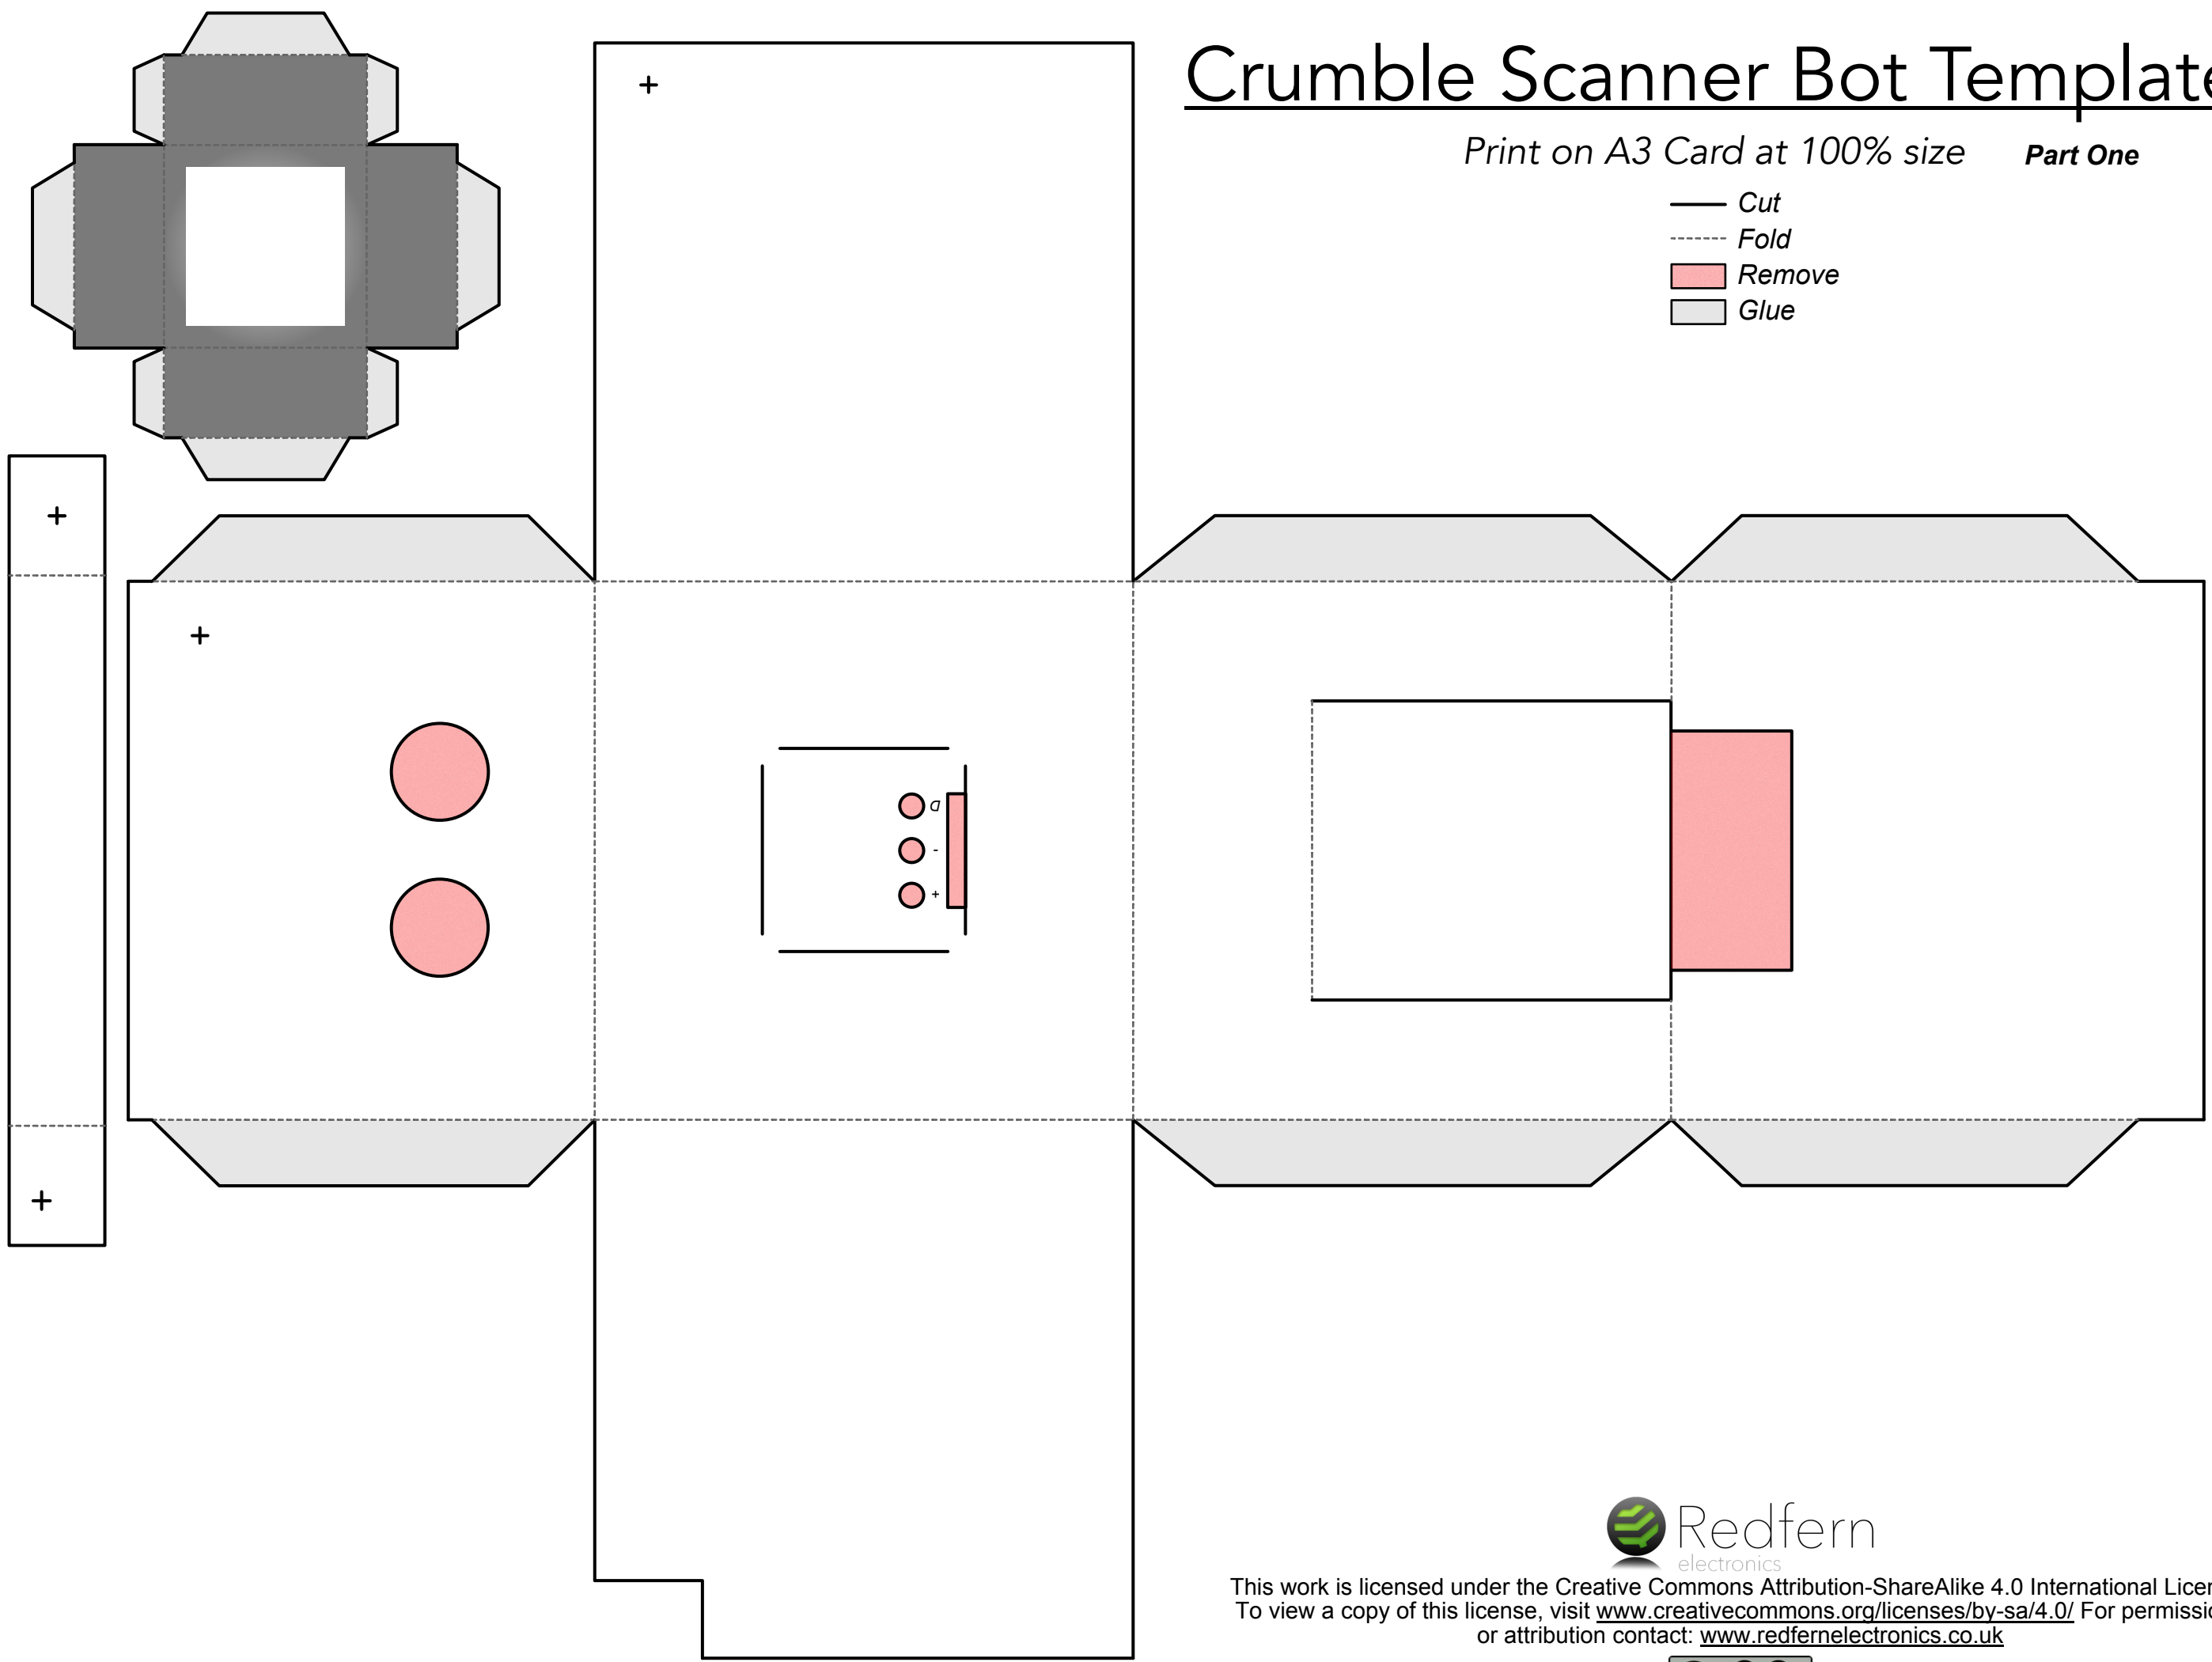 Crumble Scanner Bot Template
Print on A3 Card at 100% size Part One
Cut
Fold
Remove
Glue
+
+
+
D
-
+
+
Redfern
electronics
This work is licensed under the Creative Commons Attribution-ShareAlike 4.0 International Licen
To view a copy of this license, visit www.creativecommons.org/licenses/by-sa/4.0/ For permissio
or attribution contact: www.redfernelectronics.co.uk